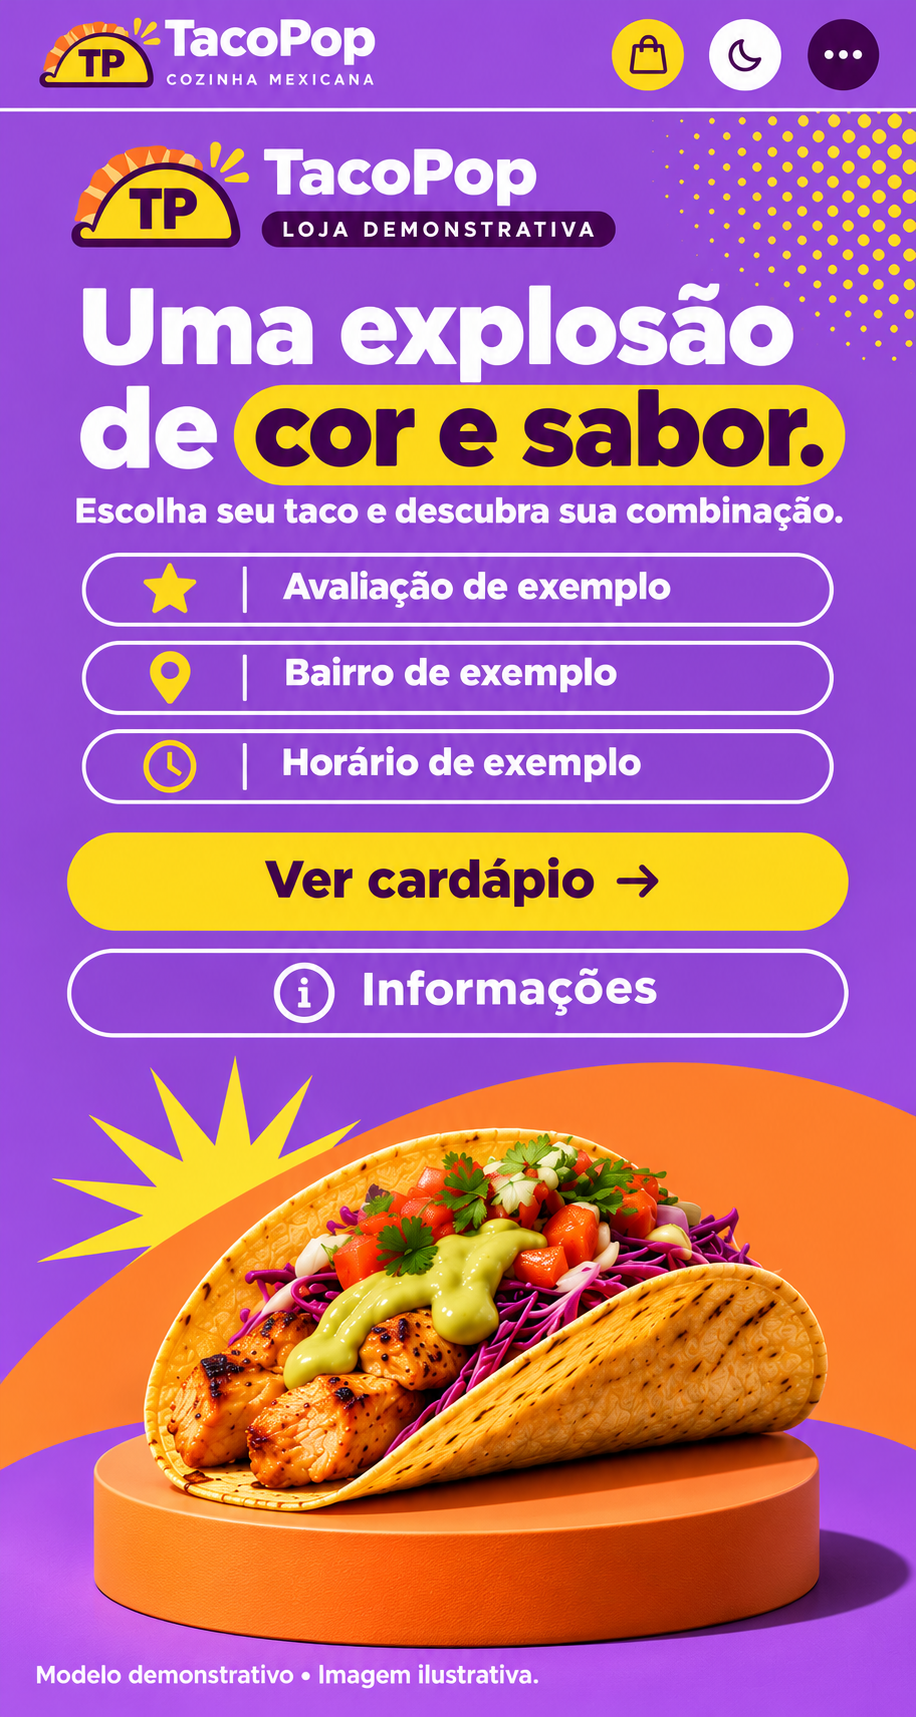 TP TacoPop
COZINHA MEXICANA
TP TacoPop
LOJA DEMONSTRATIVA
Uma explosão
de cor e sabor.
Escolha seu taco e descubra sua combinação.
Avaliação de exemplo
Bairro de exemplo
Horário de exemplo
Ver cardápio →
Informações
Modelo demonstrativo • Imagem ilustrativa.